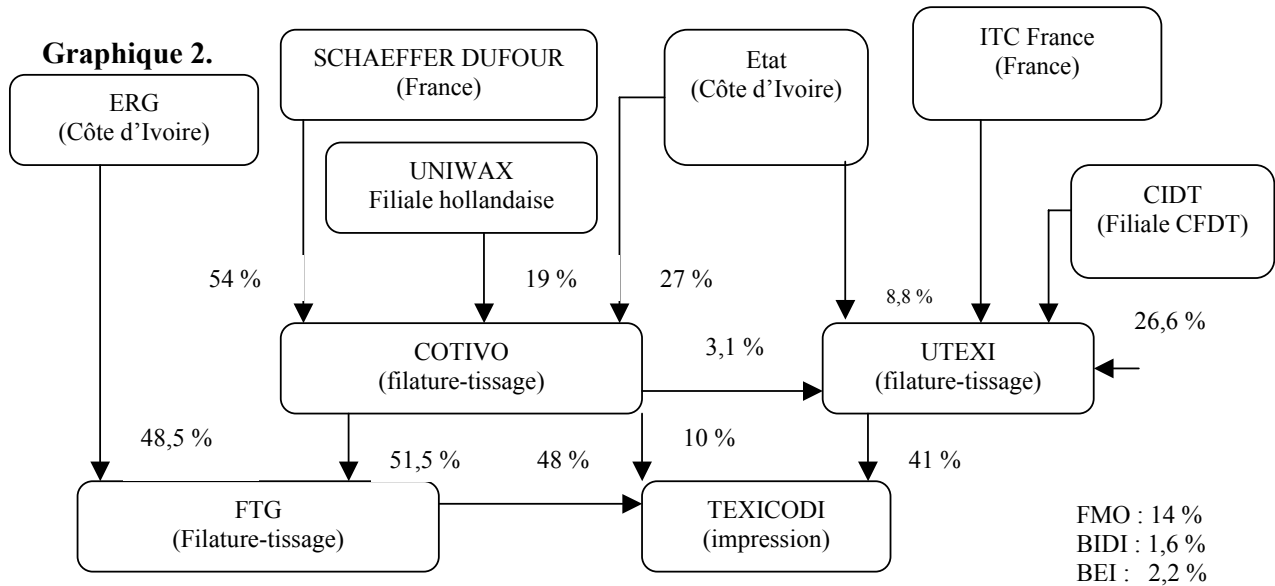 Graphique 2.
ERG
(Côte d'Ivoire)
SCHAEFFER DUFOUR
(France)
Etat
(Côte d'Ivoire)
ITC France
(France)
UNIWAX
Filiale hollandaise
CIDT
(Filiale CFDT)
54 %
19 %
27 %
8,8 %
26,6 %
COTIVO
(filature-tissage)
3,1 %
UTEXI
(filature-tissage)
48,5 %
51,5 %
48 %
10 %
41 %
FTG
(Filature-tissage)
TEXICODI
(impression)
FMO : 14 %
BIDI : 1,6 %
BEI : 2,2 %